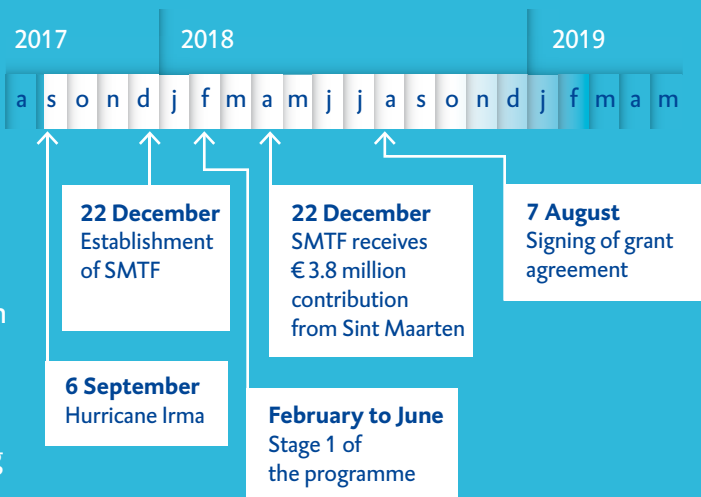 2017 2018 2019
a s o n d j f m a m j j a s o n d j f m a m
22 December
Establishment
of SMTF
22 December
SMTF receives
€ 3.8 million
contribution
from Sint Maarten
7 August
Signing of grant
agreement
6 September
Hurricane Irma
February to June
Stage 1 of
the programme